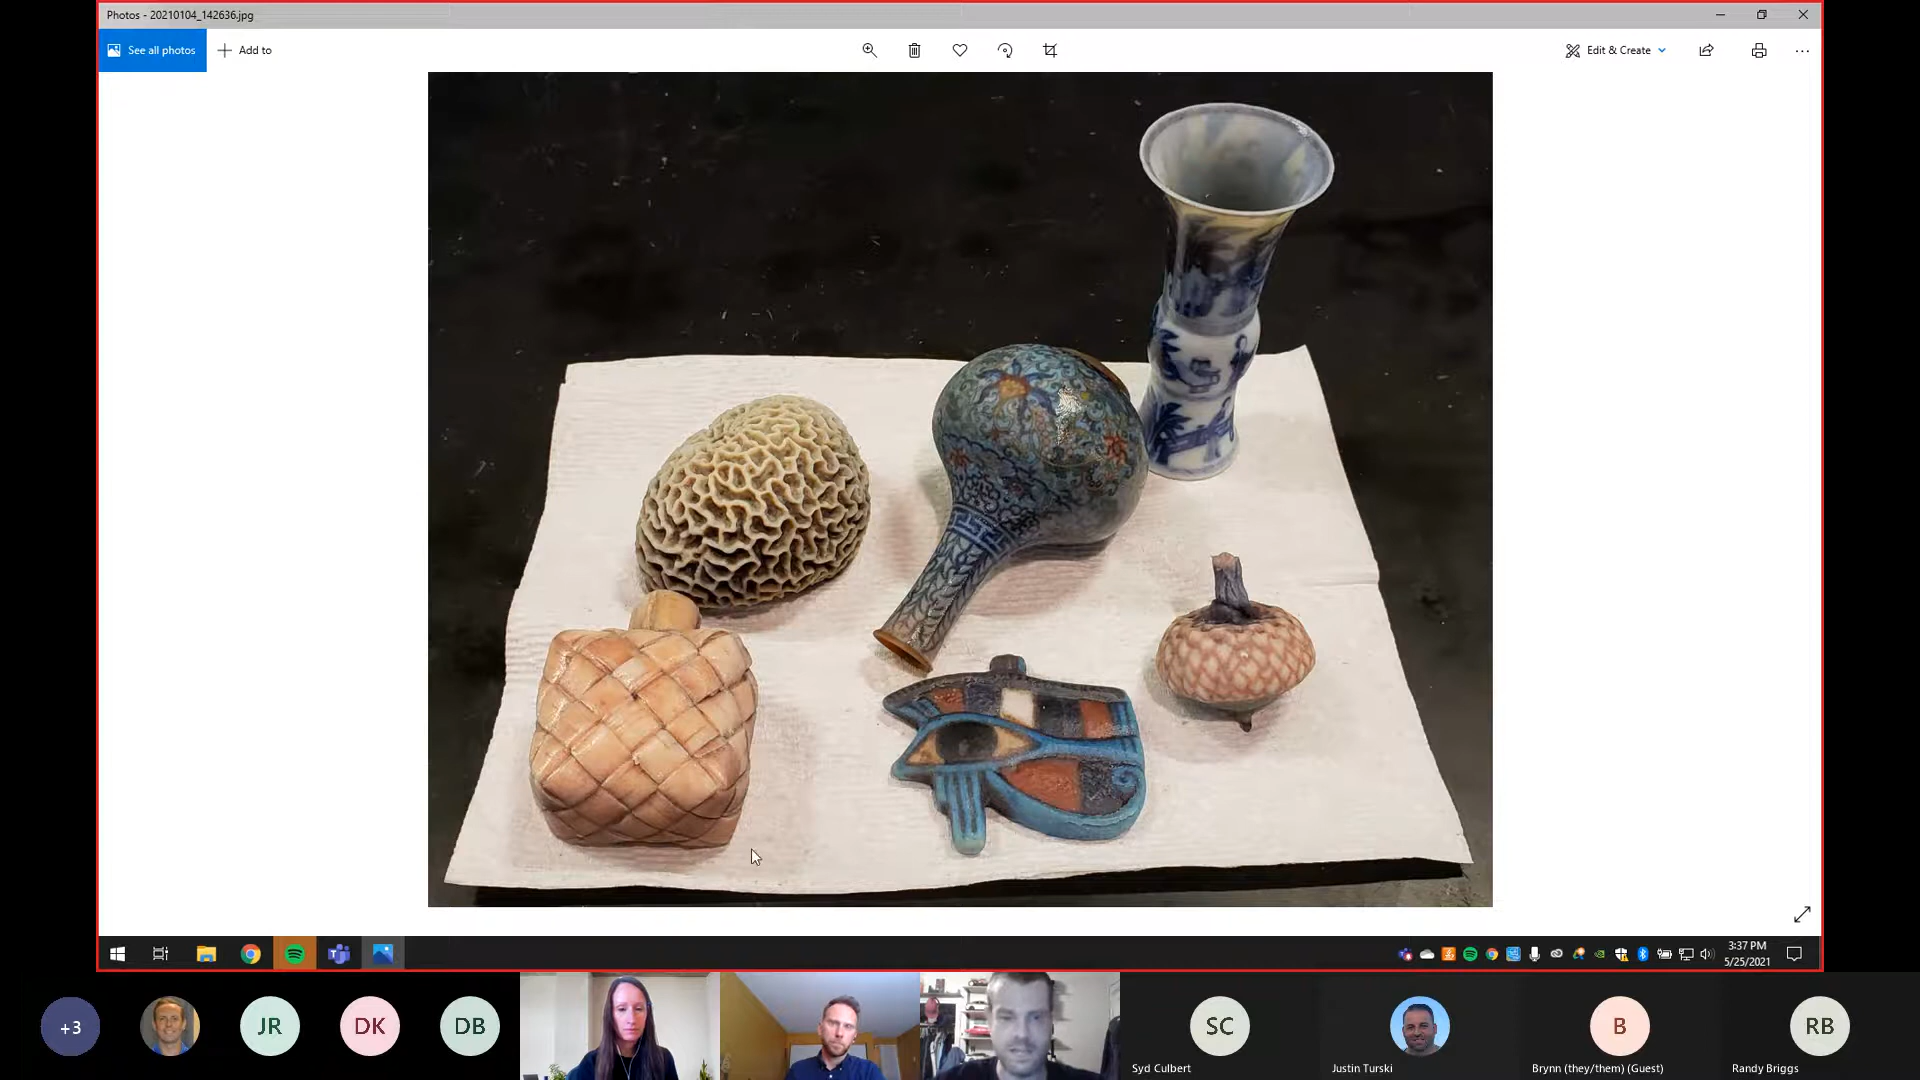 Photos - 20210104_142636.jpg
See all photos
Add to
Edit & Create
3:37 PM
5/25/2021
+3
JR
DK
DB
SC
B
RB
Syd Culbert
Justin Turski
Brynn (they/them) (Guest)
Randy Briggs